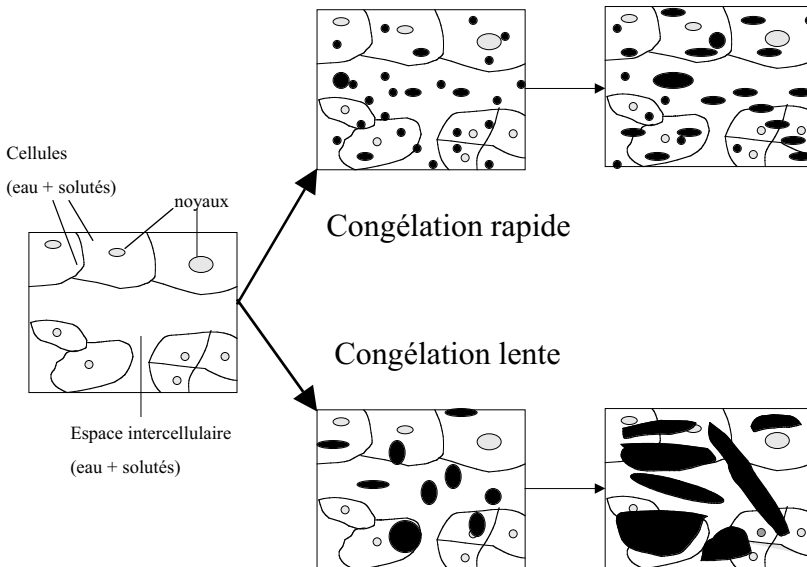 Cellules
(eau + solutés)
noyaux
Congélation rapide
Congélation lente
Espace intercellulaire
(eau + solutés)